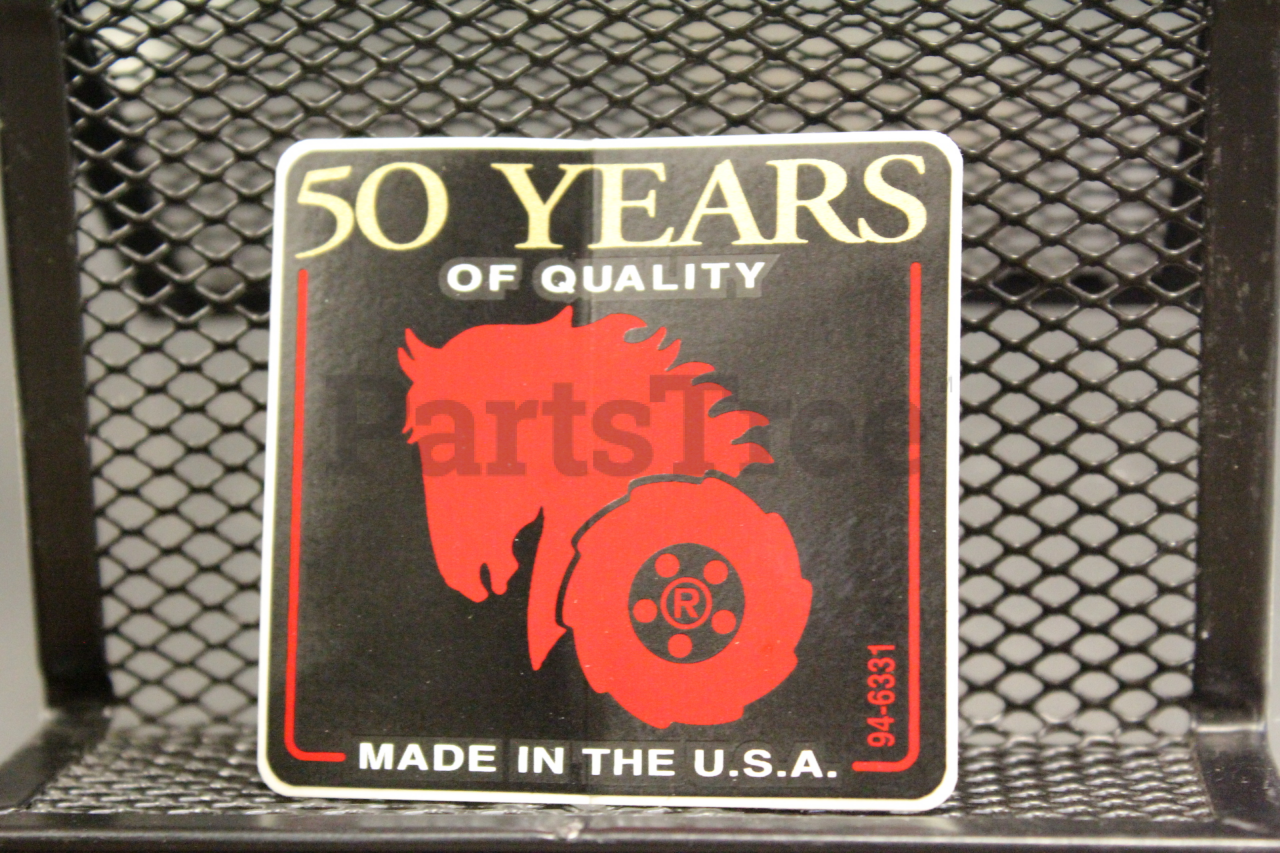 50 YEARS
OF QUALITY
PartsTree
®
94-6331
MADE IN THE U.S.A.